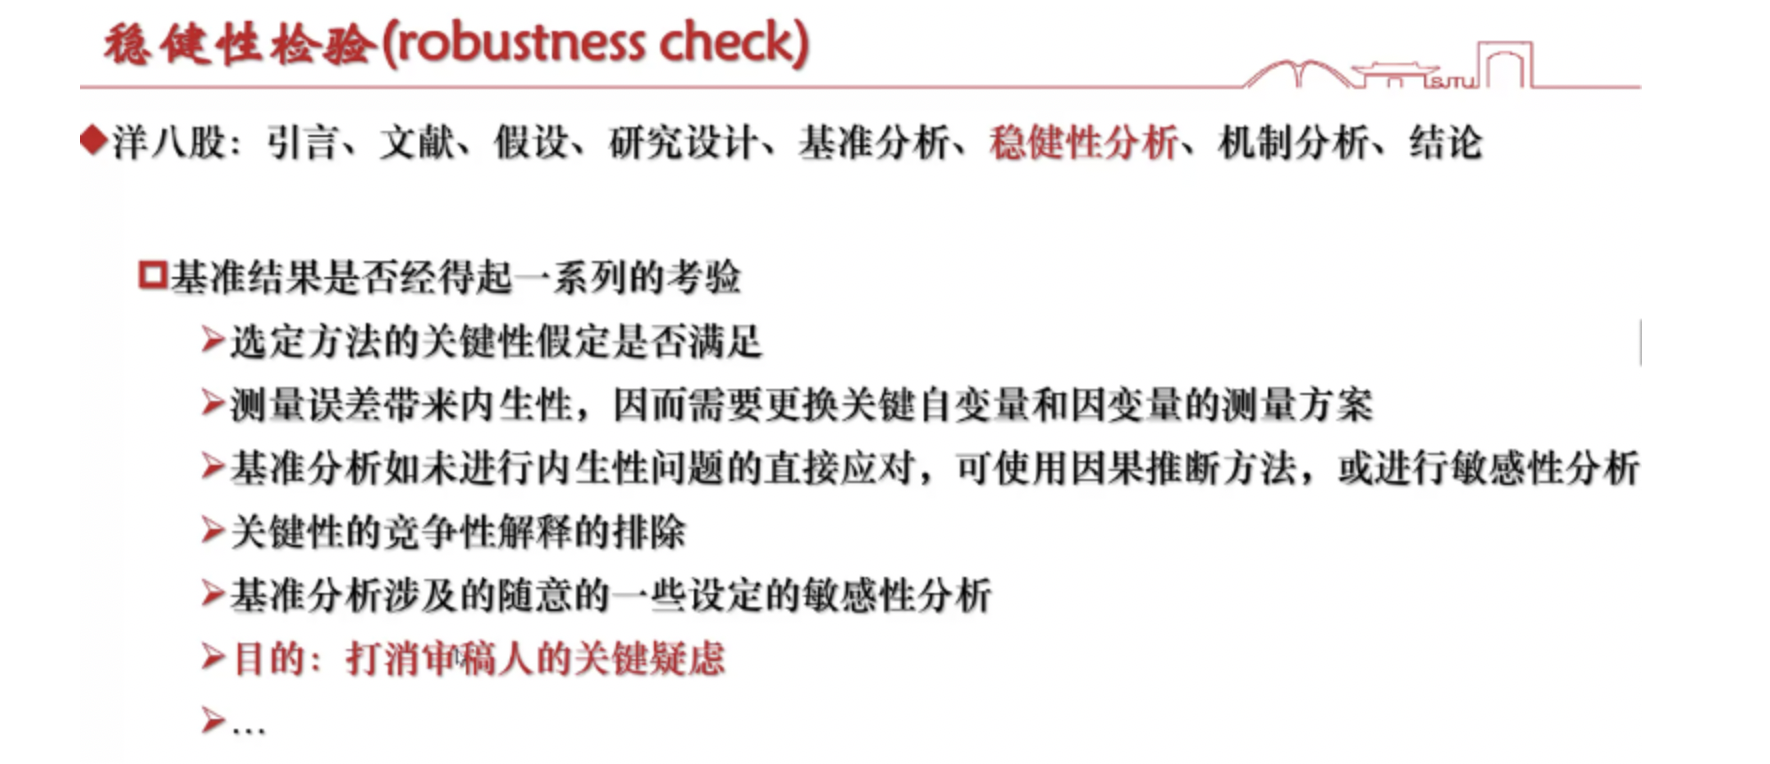 稳健性检验(robustness check)
SJTU
洋八股：引言、文献、假设、研究设计、基准分析、稳健性分析、机制分析、结论
基准结果是否经得起一系列的考验
选定方法的关键性假定是否满足
测量误差带来内生性，因而需要更换关键自变量和因变量的测量方案
基准分析如未进行内生性问题的直接应对，可使用因果推断方法，或进行敏感性分析
关键性的竞争性解释的排除
基准分析涉及的随意的一些设定的敏感性分析
目的：打消审稿人的关键疑虑
…